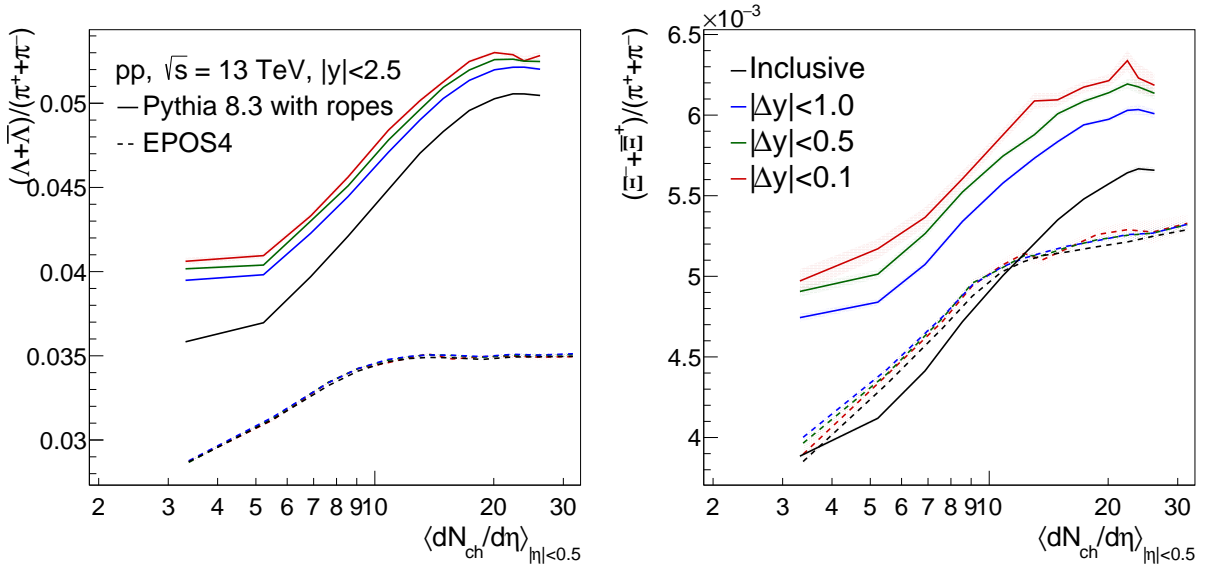 (Λ+Λ̅)/(π⁺+π⁻)
pp, √s = 13 TeV, |y|<2.5
Pythia 8.3 with ropes
EPOS4
0.05
0.045
0.04
0.035
0.03
2 3 4 5 6 7 8 9 10 20 30
⟨dN_ch/dη⟩_|η|<0.5
×10⁻³
(Ξ⁻+Ξ̅⁺)/(π⁺+π⁻)
Inclusive
|Δy|<1.0
|Δy|<0.5
|Δy|<0.1
6.5
6
5.5
5
4.5
4
2 3 4 5 6 7 8 9 10 20 30
⟨dN_ch/dη⟩_|η|<0.5